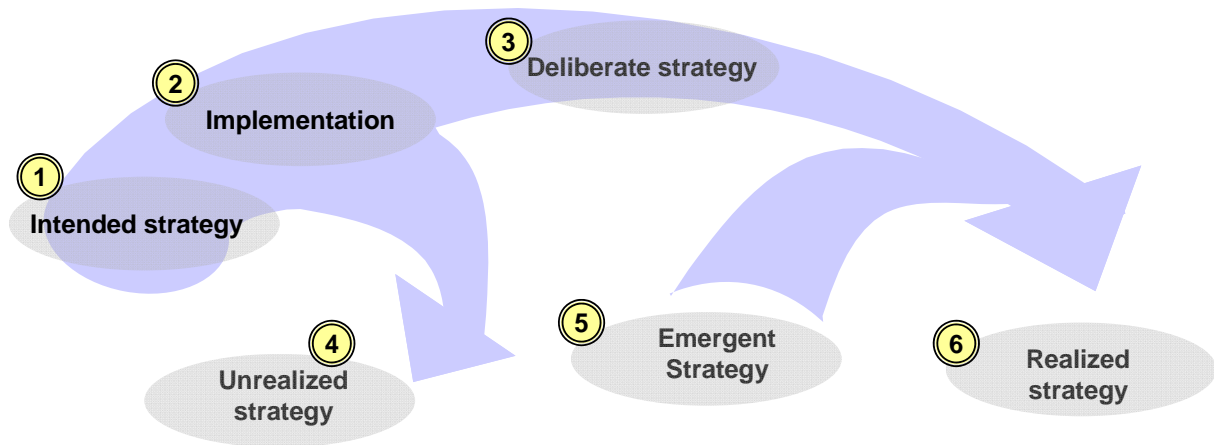 1
Intended strategy
2
Implementation
3
Deliberate strategy
4
Unrealized
strategy
5
Emergent
Strategy
6
Realized
strategy